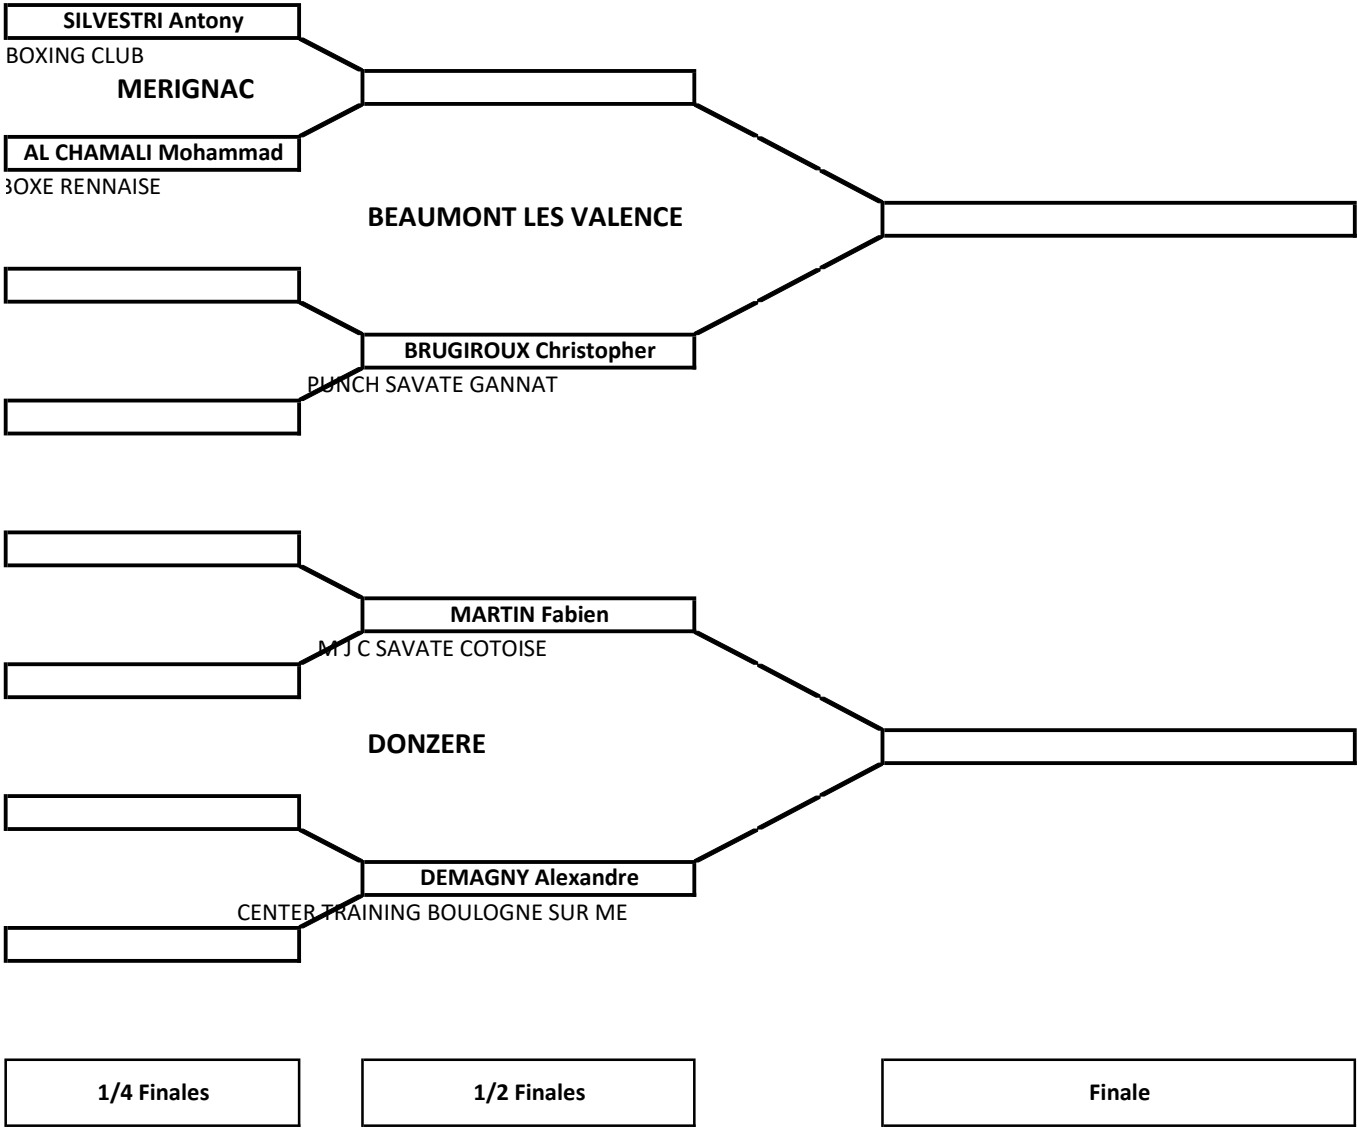 SILVESTRI Antony
BOXING CLUB
MERIGNAC
AL CHAMALI Mohammad
BOXE RENNAISE
BEAUMONT LES VALENCE
BRUGIROUX Christopher
PUNCH SAVATE GANNAT
MARTIN Fabien
M J C SAVATE COTOISE
DONZERE
DEMAGNY Alexandre
CENTER TRAINING BOULOGNE SUR ME
1/4 Finales
1/2 Finales
Finale